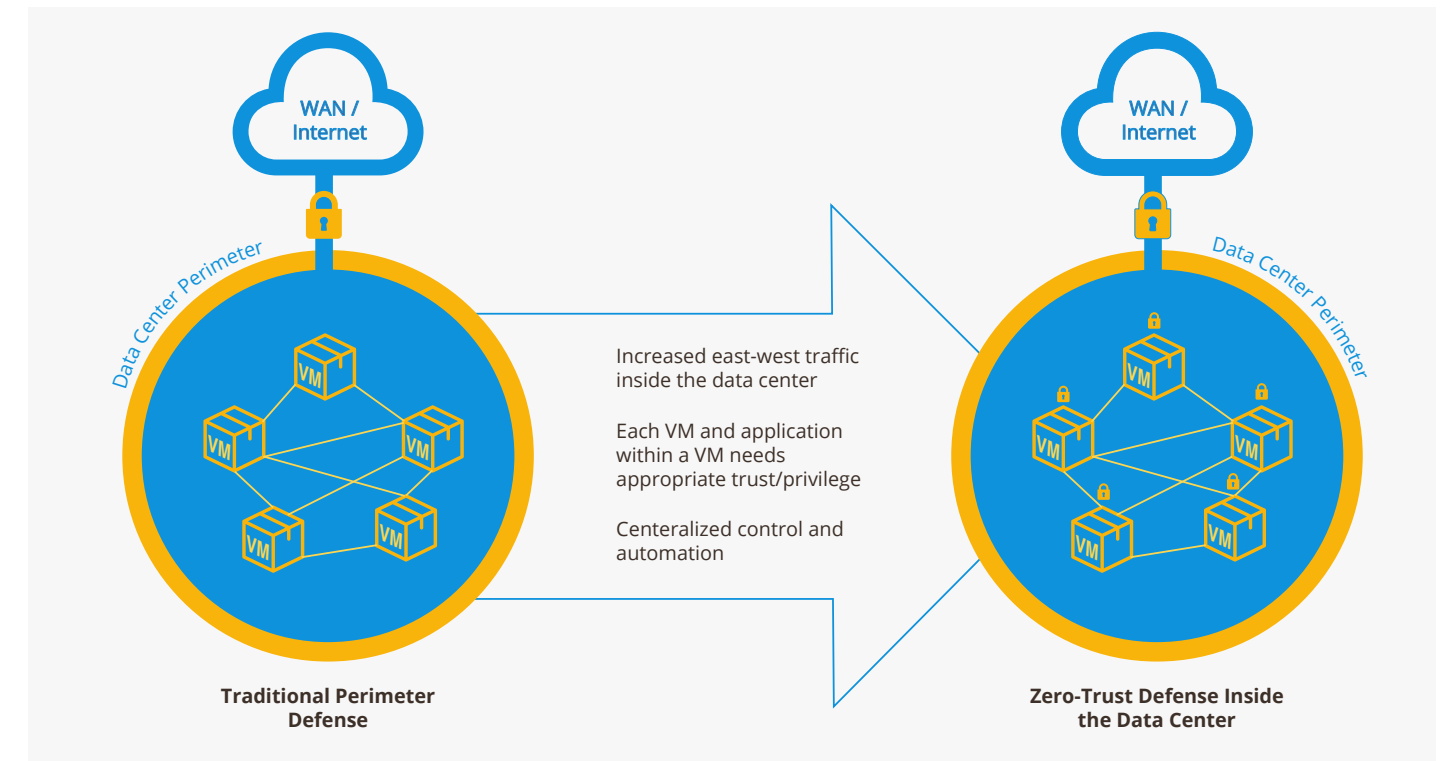 WAN /
Internet
Data Center Perimeter
VM
VM
VM
VM
VM
Traditional Perimeter
Defense
Increased east-west traffic
inside the data center
Each VM and application
within a VM needs
appropriate trust/privilege
Centeralized control and
automation
WAN /
Internet
Data Center Perimeter
VM
VM
VM
VM
VM
Zero-Trust Defense Inside
the Data Center